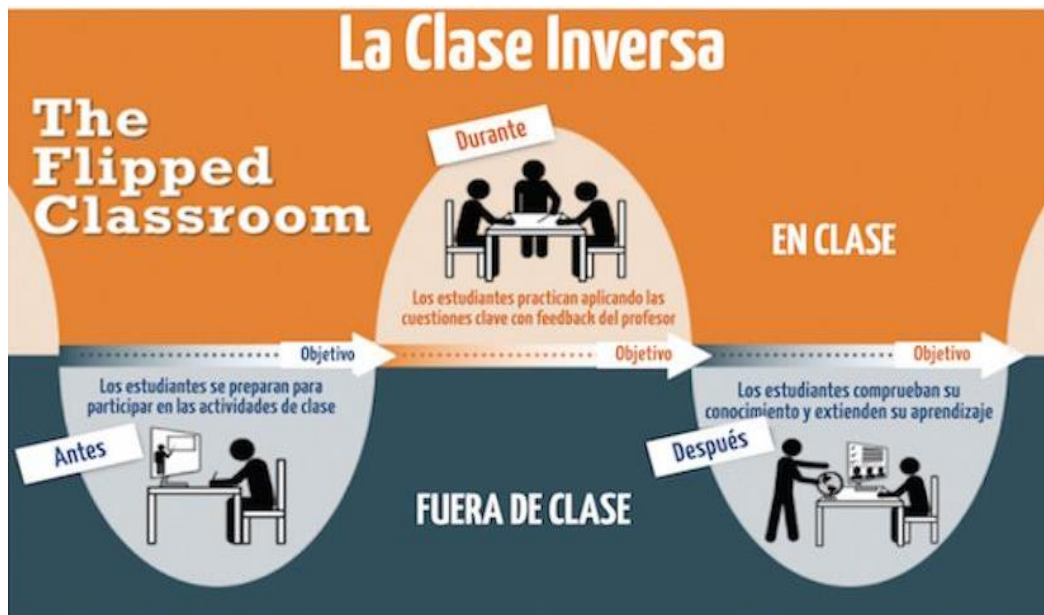 La Clase Inversa
The
Flipped
Classroom
Durante
EN CLASE
Los estudiantes practican aplicando las
cuestiones clave con feedback del profesor
Objetivo
Objetivo
Objetivo
Los estudiantes se preparan para
participar en las actividades de clase
Antes
FUERA DE CLASE
Los estudiantes comprueban su
conocimiento y extienden su aprendizaje
Después